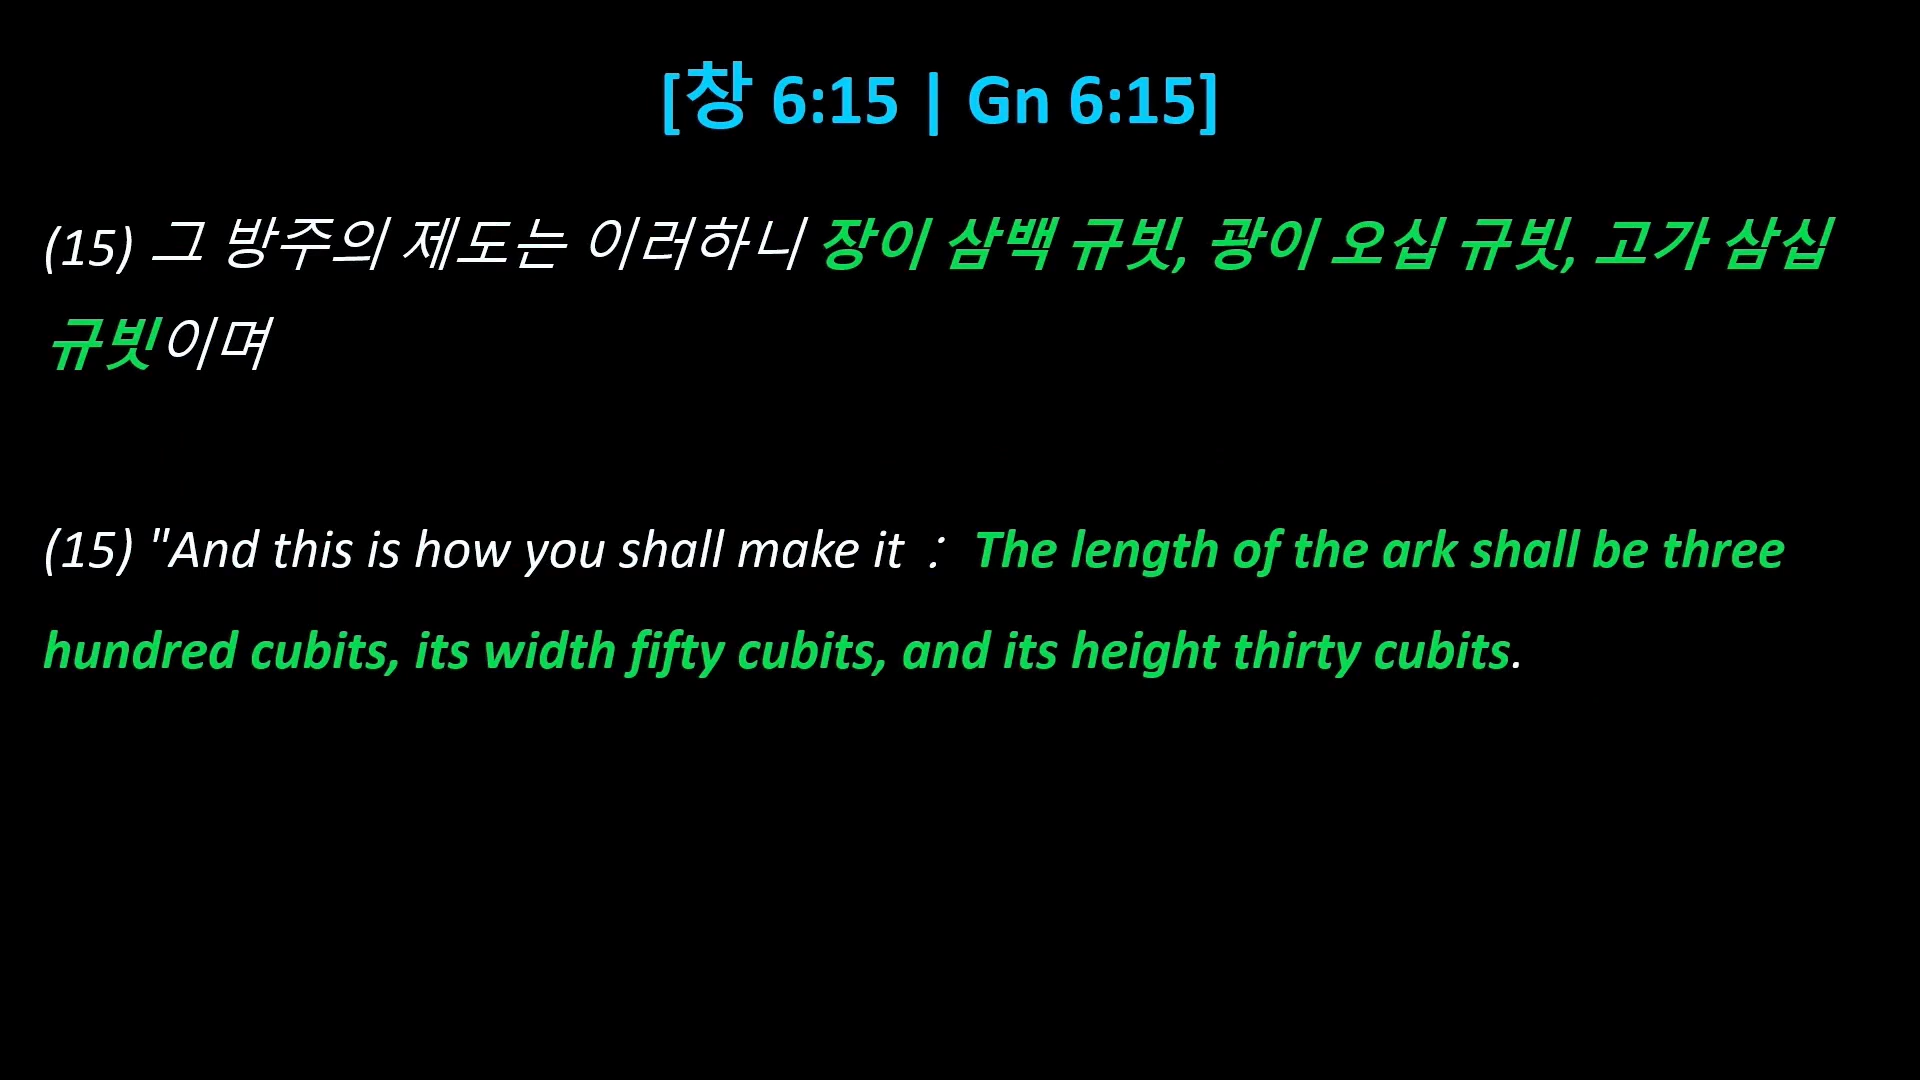 [창 6:15 | Gn 6:15]
(15) 그 방주의 제도는 이러하니 장이 삼백 규빗, 광이 오십 규빗, 고가 삼십
규빗이며
(15) "And this is how you shall make it : The length of the ark shall be three
hundred cubits, its width fifty cubits, and its height thirty cubits.